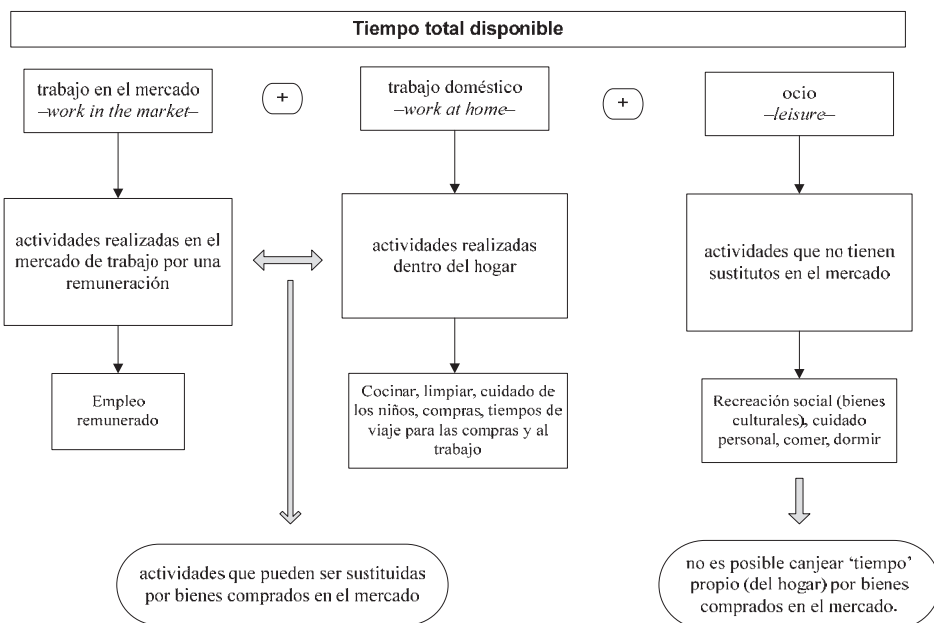 Tiempo total disponible
trabajo en el mercado
–work in the market–
+
trabajo doméstico
–work at home–
+
ocio
–leisure–
actividades realizadas en el
mercado de trabajo por una
remuneración
actividades realizadas
dentro del hogar
actividades que no tienen
sustitutos en el mercado
Empleo
remunerado
Cocinar, limpiar, cuidado de
los niños, compras, tiempos de
viaje para las compras y al
trabajo
Recreación social (bienes
culturales), cuidado
personal, comer, dormir
actividades que pueden ser sustituidas
por bienes comprados en el mercado
no es posible canjear ‘tiempo’
propio (del hogar) por bienes
comprados en el mercado.